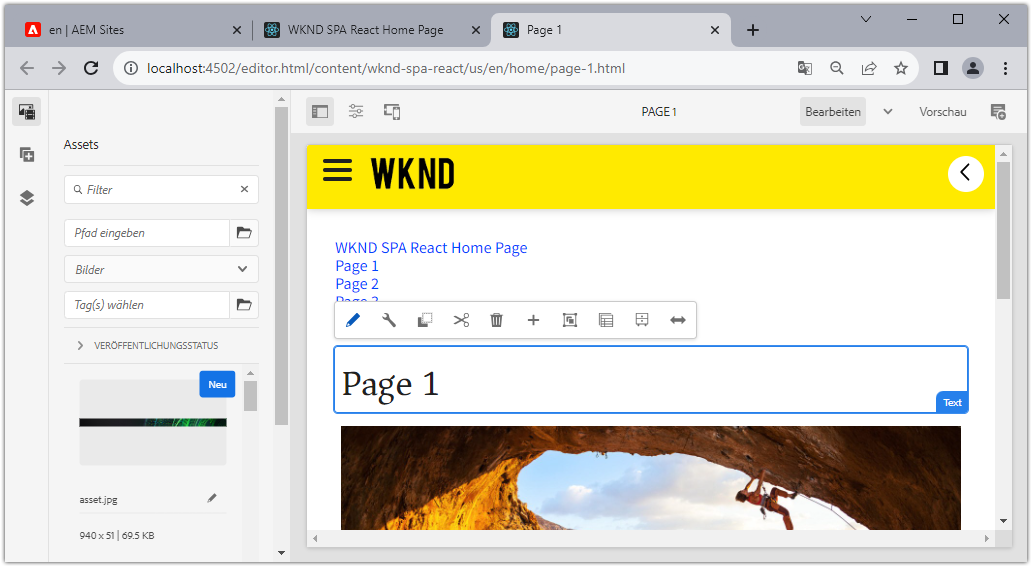 en | AEM Sites
WKND SPA React Home Page
Page 1
localhost:4502/editor.html/content/wknd-spa-react/us/en/home/page-1.html
Assets
Filter
Pfad eingeben
Bilder
Tag(s) wählen
VERÖFFENTLICHUNGSSTATUS
Neu
asset.jpg
940 x 51 | 69.5 KB
PAGE 1
Bearbeiten
Vorschau
WKND
WKND SPA React Home Page
Page 1
Page 2
Page 3
Page 1
Text